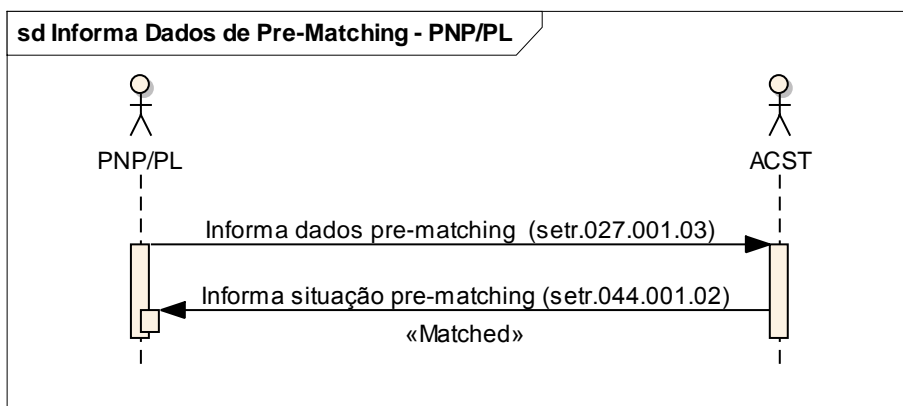 sd Informa Dados de Pre-Matching - PNP/PL
PNP/PL
ACST
Informa dados pre-matching (setr.027.001.03)
Informa situação pre-matching (setr.044.001.02)
«Matched»